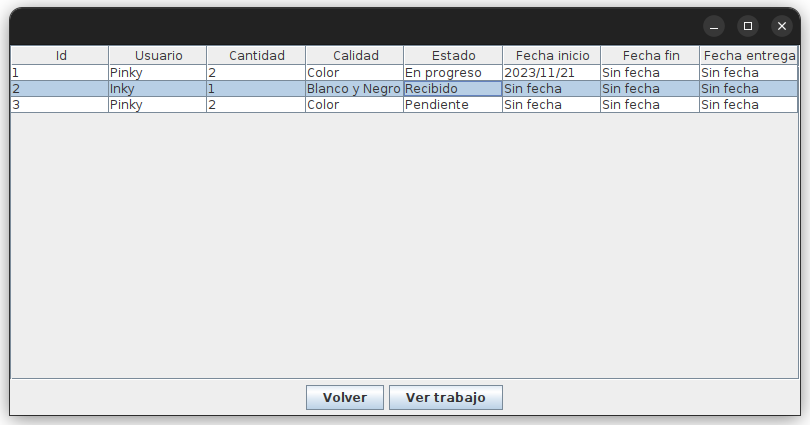 Id Usuario Cantidad Calidad Estado Fecha inicio Fecha fin Fecha entrega
1 Pinky 2 Color En progreso 2023/11/21 Sin fecha Sin fecha
2 Inky 1 Blanco y Negro Recibido Sin fecha Sin fecha Sin fecha
3 Pinky 2 Color Pendiente Sin fecha Sin fecha Sin fecha
Volver Ver trabajo